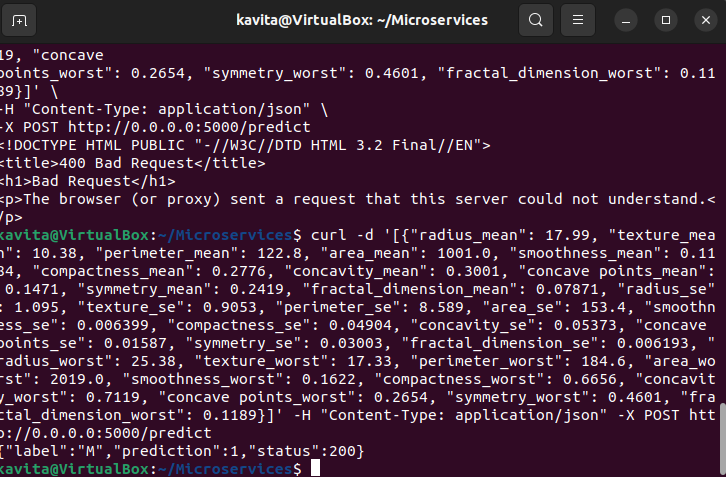 kavita@VirtualBox: ~/Microservices
19, "concave
points_worst": 0.2654, "symmetry_worst": 0.4601, "fractal_dimension_worst": 0.11
89}]' \
-H "Content-Type: application/json" \
-X POST http://0.0.0.0:5000/predict
<!DOCTYPE HTML PUBLIC "-//W3C//DTD HTML 3.2 Final//EN">
<title>400 Bad Request</title>
<h1>Bad Request</h1>
<p>The browser (or proxy) sent a request that this server could not understand.<
/p>
kavita@VirtualBox:~/Microservices$ curl -d '[{"radius_mean": 17.99, "texture_mea
n": 10.38, "perimeter_mean": 122.8, "area_mean": 1001.0, "smoothness_mean": 0.11
84, "compactness_mean": 0.2776, "concavity_mean": 0.3001, "concave points_mean":
 0.1471, "symmetry_mean": 0.2419, "fractal_dimension_mean": 0.07871, "radius_se"
: 1.095, "texture_se": 0.9053, "perimeter_se": 8.589, "area_se": 153.4, "smoothn
ess_se": 0.006399, "compactness_se": 0.04904, "concavity_se": 0.05373, "concave 
points_se": 0.01587, "symmetry_se": 0.03003, "fractal_dimension_se": 0.006193, "
radius_worst": 25.38, "texture_worst": 17.33, "perimeter_worst": 184.6, "area_wo
rst": 2019.0, "smoothness_worst": 0.1622, "compactness_worst": 0.6656, "concavit
y_worst": 0.7119, "concave points_worst": 0.2654, "symmetry_worst": 0.4601, "fra
ctal_dimension_worst": 0.1189}]' -H "Content-Type: application/json" -X POST htt
p://0.0.0.0:5000/predict
{"label":"M","prediction":1,"status":200}
kavita@VirtualBox:~/Microservices$